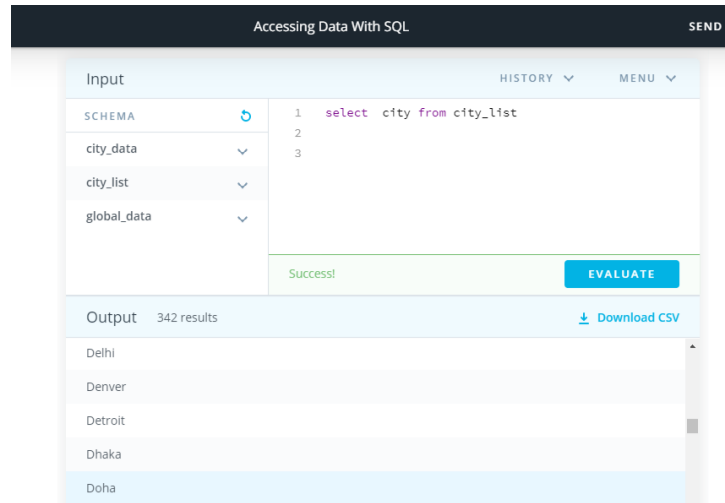 Accessing Data With SQL SEND
Input HISTORY MENU
SCHEMA
city_data
city_list
global_data
1 select city from city_list
2
3
Success! EVALUATE
Output 342 results Download CSV
Delhi
Denver
Detroit
Dhaka
Doha